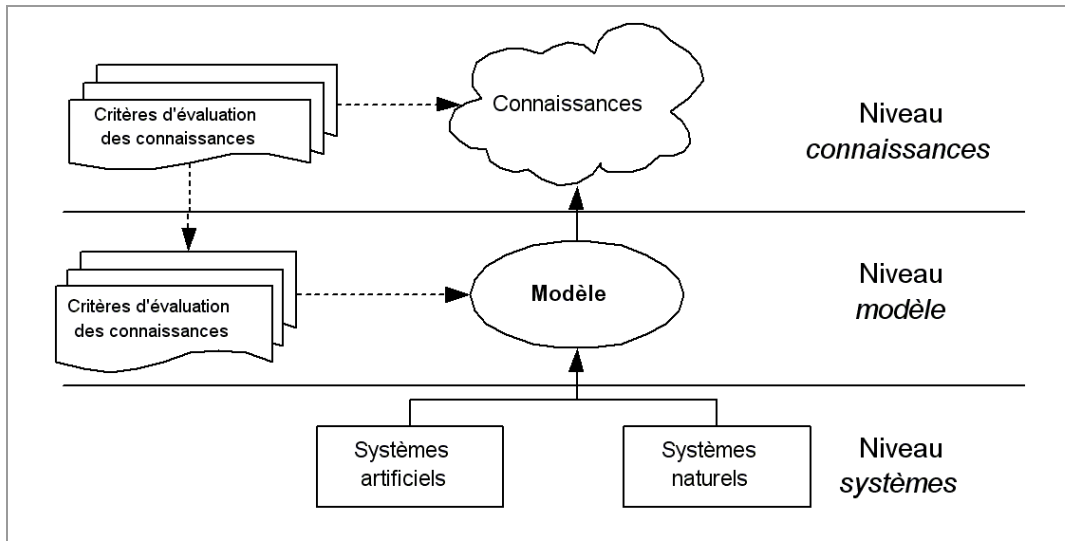 Critères d'évaluation
des connaissances
Connaissances
Niveau
connaissances
Critères d'évaluation
des connaissances
Modèle
Niveau
modèle
Systèmes
artificiels
Systèmes
naturels
Niveau
systèmes